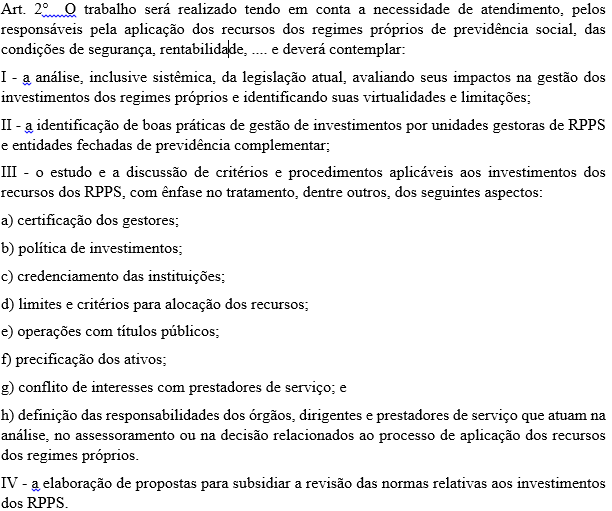 Art. 2º O trabalho será realizado tendo em conta a necessidade de atendimento, pelos
responsáveis pela aplicação dos recursos dos regimes próprios de previdência social, das
condições de segurança, rentabilidade, .... e deverá contemplar:
I - a análise, inclusive sistêmica, da legislação atual, avaliando seus impactos na gestão dos
investimentos dos regimes próprios e identificando suas virtualidades e limitações;
II - a identificação de boas práticas de gestão de investimentos por unidades gestoras de RPPS
e entidades fechadas de previdência complementar;
III - o estudo e a discussão de critérios e procedimentos aplicáveis aos investimentos dos
recursos dos RPPS, com ênfase no tratamento, dentre outros, dos seguintes aspectos:
a) certificação dos gestores;
b) política de investimentos;
c) credenciamento das instituições;
d) limites e critérios para alocação dos recursos;
e) operações com títulos públicos;
f) precificação dos ativos;
g) conflito de interesses com prestadores de serviço; e
h) definição das responsabilidades dos órgãos, dirigentes e prestadores de serviço que atuam na
análise, no assessoramento ou na decisão relacionados ao processo de aplicação dos recursos
dos regimes próprios.
IV - a elaboração de propostas para subsidiar a revisão das normas relativas aos investimentos
dos RPPS.